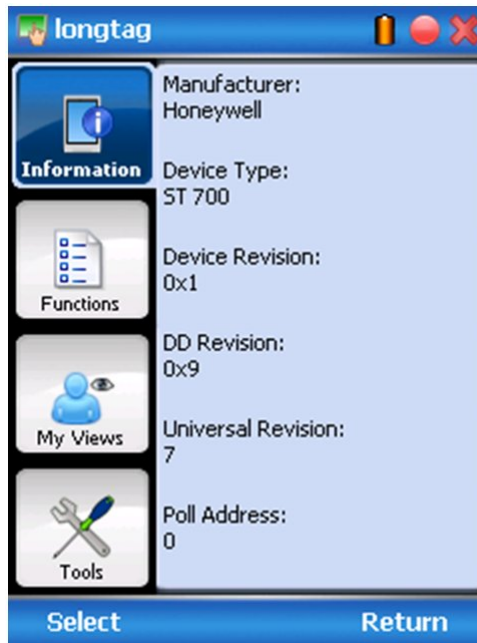 longtag
Information
Functions
My Views
Tools
Manufacturer:
Honeywell
Device Type:
ST 700
Device Revision:
0x1
DD Revision:
0x9
Universal Revision:
7
Poll Address:
0
Select
Return